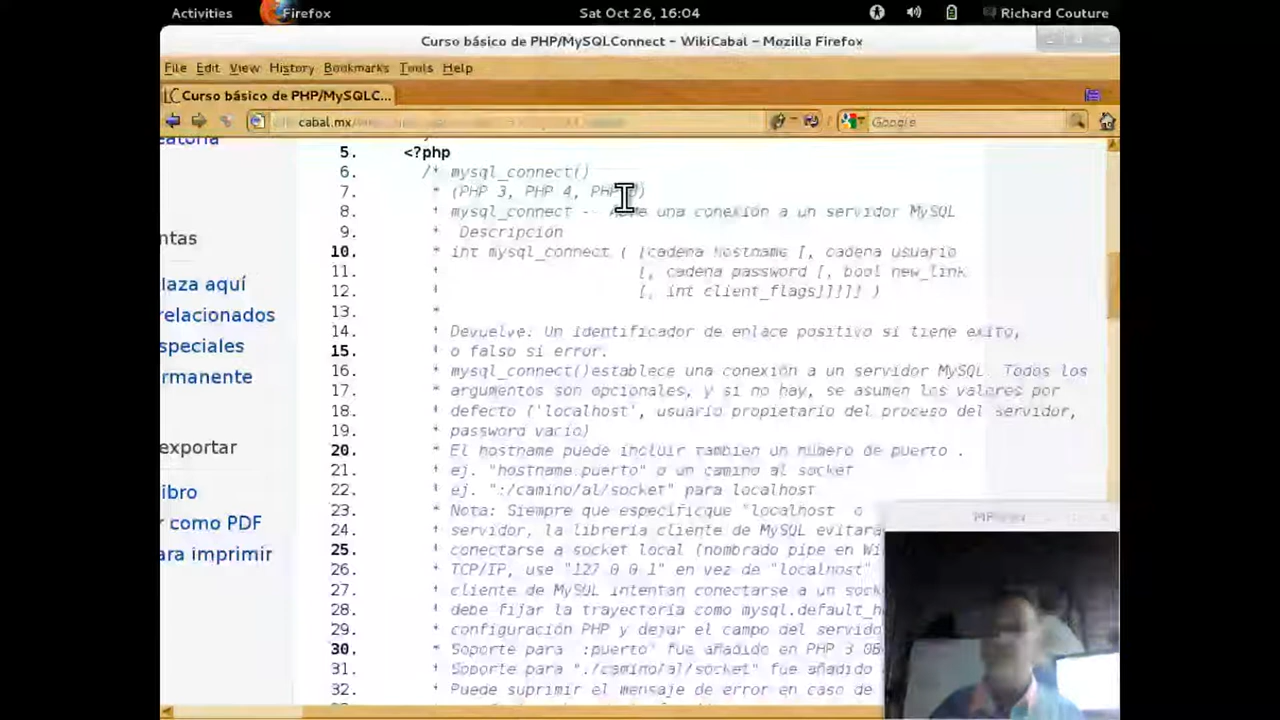 Activities Firefox Sat Oct 26, 16:04 Richard Couture
Curso básico de PHP/MySQLConnect – WikiCabal – Mozilla Firefox
File Edit View History Bookmarks Tools Help
Curso básico de PHP/MySQLC...
cabal.mx Google
eatoria
ntas
laza aquí
relacionados
speciales
rmanente
exportar
ibro
r como PDF
ara imprimir
5. <?php
6. /* mysql_connect()
7. * (PHP 3, PHP 4, PHP
8. * mysql_connect -- una conexión a un servidor MySQL
9. * Descripción
10. * int mysql_connect ( [cadena hostname [, cadena usuario
11. * [, cadena password [, bool new_link
12. * [, int client_flags]]]]] )
13. *
14. * Devuelve: Un identificador de enlace positivo si tiene exito,
15. * o falso si error.
16. * mysql_connect()establece una conexión a un servidor MySQL. Todos los
17. * argumentos son opcionales, y si no hay, se asumen los valores por
18. * defecto ('localhost', usuario propietario del proceso del servidor,
19. * password vacio)
20. * El hostname puede incluir tambien un número de puerto .
21. * ej. "hostname:puerto" o un camino al socket
22. * ej. ":/camino/al/socket" para localhost
23. * Nota: Siempre que especificque "localhost o
24. * servidor, la librería cliente de MySQL evitará
25. * conectarse a socket local (nombrado pipe en Wi
26. * TCP/IP, use "127.0.0.1" en vez de "localhost"
27. * cliente de MySQL intentan conectarse a un sock
28. * debe fijar la trayectoria como mysql.default_h
29. * configuración PHP y dejar el campo del servido
30. * Soporte para ":puerto" fue añadido en PHP 3.0B
31. * Soporte para ":/camino/al/socket" fue añadido
32. * Puede suprimir el mensaje de error en caso de